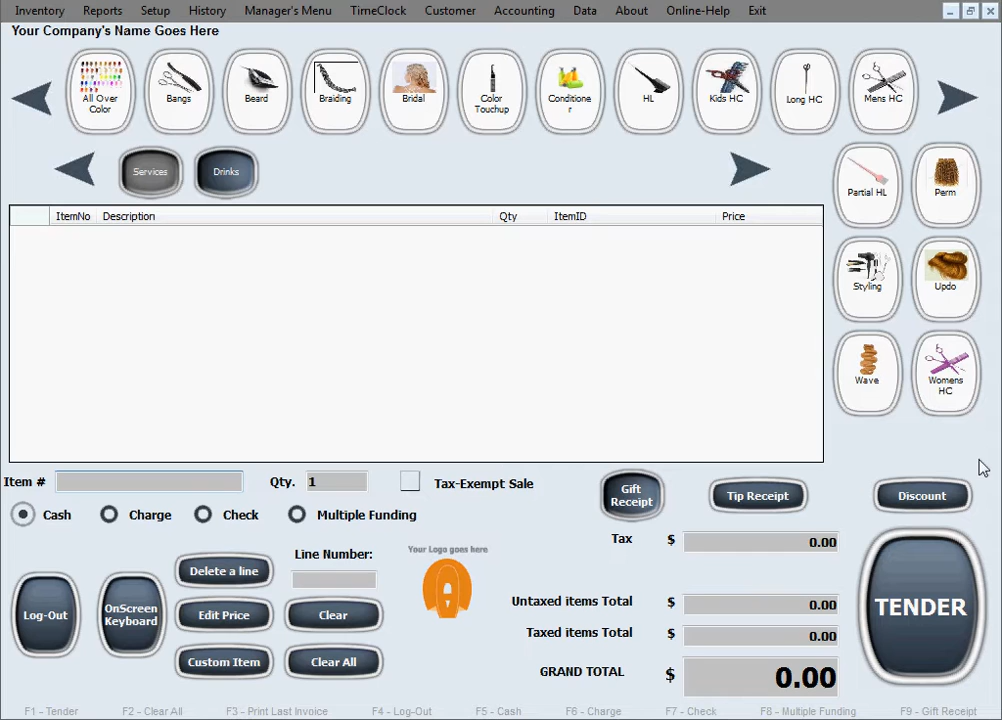 Inventory Reports Setup History Manager's Menu TimeClock Customer Accounting Data About Online-Help Exit
Your Company's Name Goes Here
All Over
Color
Bangs
Beard
Braiding
Bridal
Color
Touchup
Conditione
r
HL
Kids HC
Long HC
Mens HC
Services
Drinks
Partial HL
Perm
ItemNo Description Qty ItemID Price
Styling
Updo
Wave
Womens
HC
Item #
Qty. 1
Tax-Exempt Sale
Gift
Receipt
Tip Receipt
Discount
Cash Charge Check Multiple Funding
Tax $ 0.00
Line Number:
Your Logo goes here
Delete a line
Log-Out
OnScreen
Keyboard
Edit Price
Clear
Custom Item
Clear All
Untaxed items Total $ 0.00
Taxed items Total $ 0.00
GRAND TOTAL $ 0.00
TENDER
F1 - Tender F2 - Clear All F3 - Print Last Invoice F4 - Log-Out F5 - Cash F6 - Charge F7 - Check F8 - Multiple Funding F9 - Gift Receipt